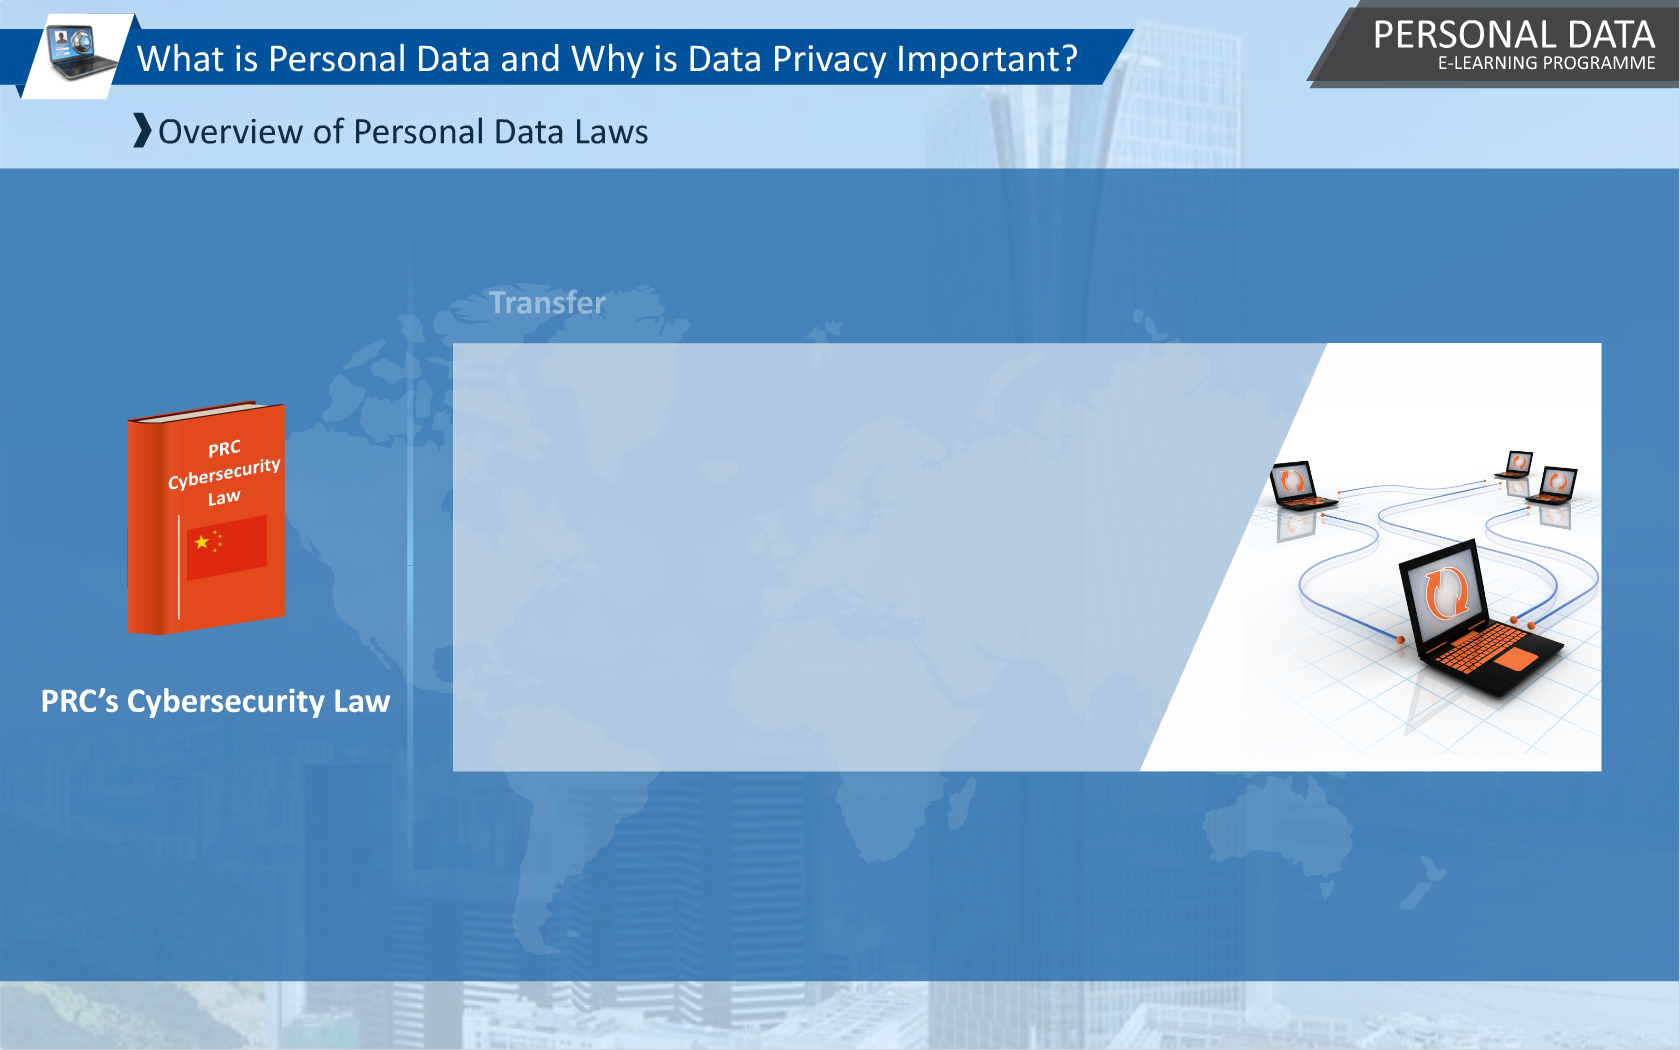 What is Personal Data and Why is Data Privacy Important?
PERSONAL DATA
E-LEARNING PROGRAMME
Overview of Personal Data Laws
Transfer
PRC
Cybersecurity
Law
PRC’s Cybersecurity Law